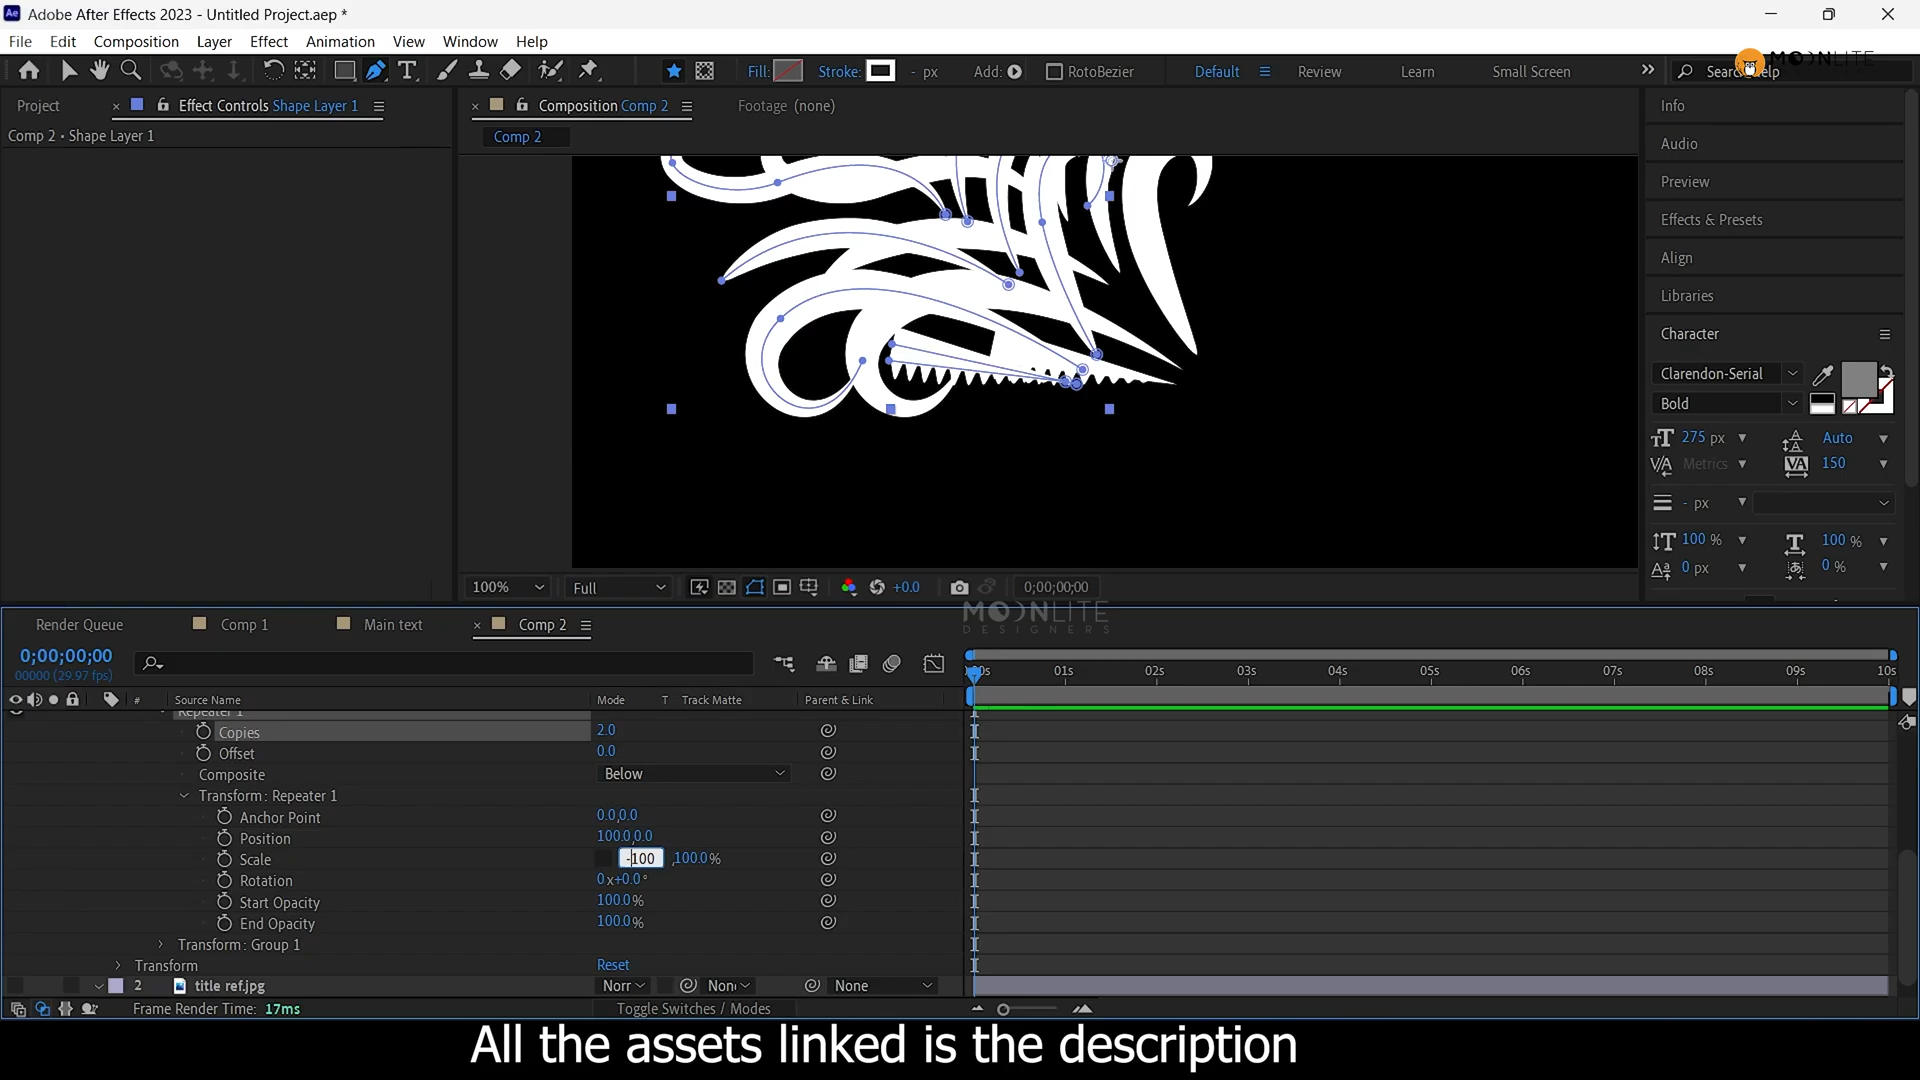 Adobe After Effects 2023 - Untitled Project.aep *
File Edit Composition Layer Effect Animation View Window Help
Fill: Stroke: - px Add: RotoBezier Default Review Learn Small Screen
MOONLITE
Project Effect Controls Shape Layer 1 Composition Comp 2 Footage (none) Info
Comp 2 • Shape Layer 1 Comp 2
Audio
Preview
Effects & Presets
Align
Libraries
Character
Clarendon-Serial
Bold
275 px Auto
Metrics 150
- px
100 % 100 %
0 px 0 %
100% Full +0.0 0;00;00;00
MOONLITE
DESIGNERS
Render Queue Comp 1 Main text Comp 2
0;00;00;00
00000 (29.97 fps)
01s 02s 03s 04s 05s 06s 07s 08s 09s 10s
# Source Name Mode T Track Matte Parent & Link
Repeater 1
Copies 2.0
Offset 0.0
Composite Below
Transform: Repeater 1
Anchor Point 0.0,0.0
Position 100.0,0.0
Scale -100 ,100.0%
Rotation 0x+0.0°
Start Opacity 100.0%
End Opacity 100.0%
Transform: Group 1
Transform Reset
2 title ref.jpg None
Frame Render Time: 17ms Toggle Switches / Modes
All the assets linked is the description